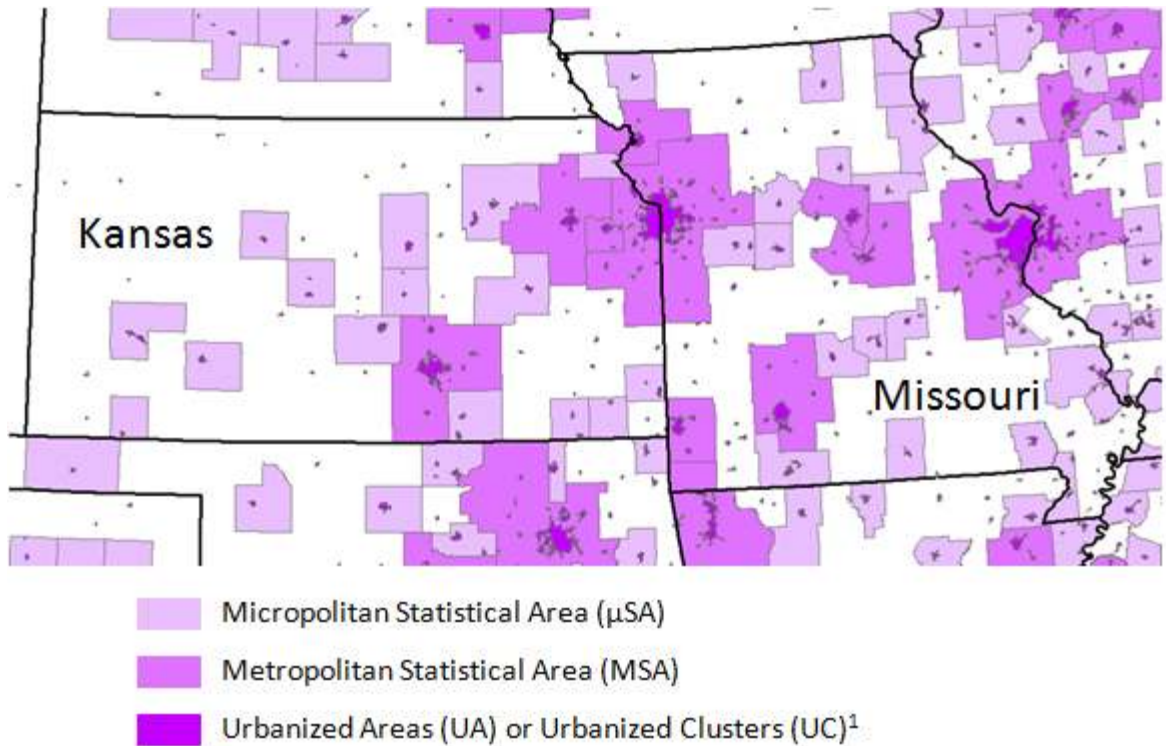 Kansas
Missouri
Micropolitan Statistical Area (µSA)
Metropolitan Statistical Area (MSA)
Urbanized Areas (UA) or Urbanized Clusters (UC)¹